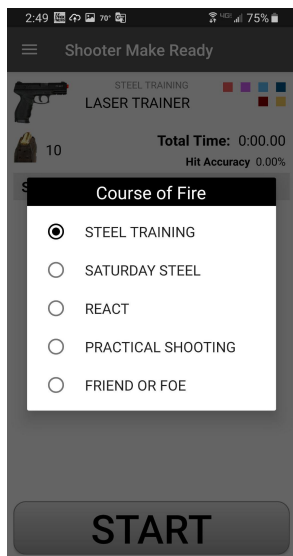 2:49 70° 75%
Shooter Make Ready
STEEL TRAINING
LASER TRAINER
10
Total Time: 0:00.00
Hit Accuracy 0.00%
Course of Fire
STEEL TRAINING
SATURDAY STEEL
REACT
PRACTICAL SHOOTING
FRIEND OR FOE
START